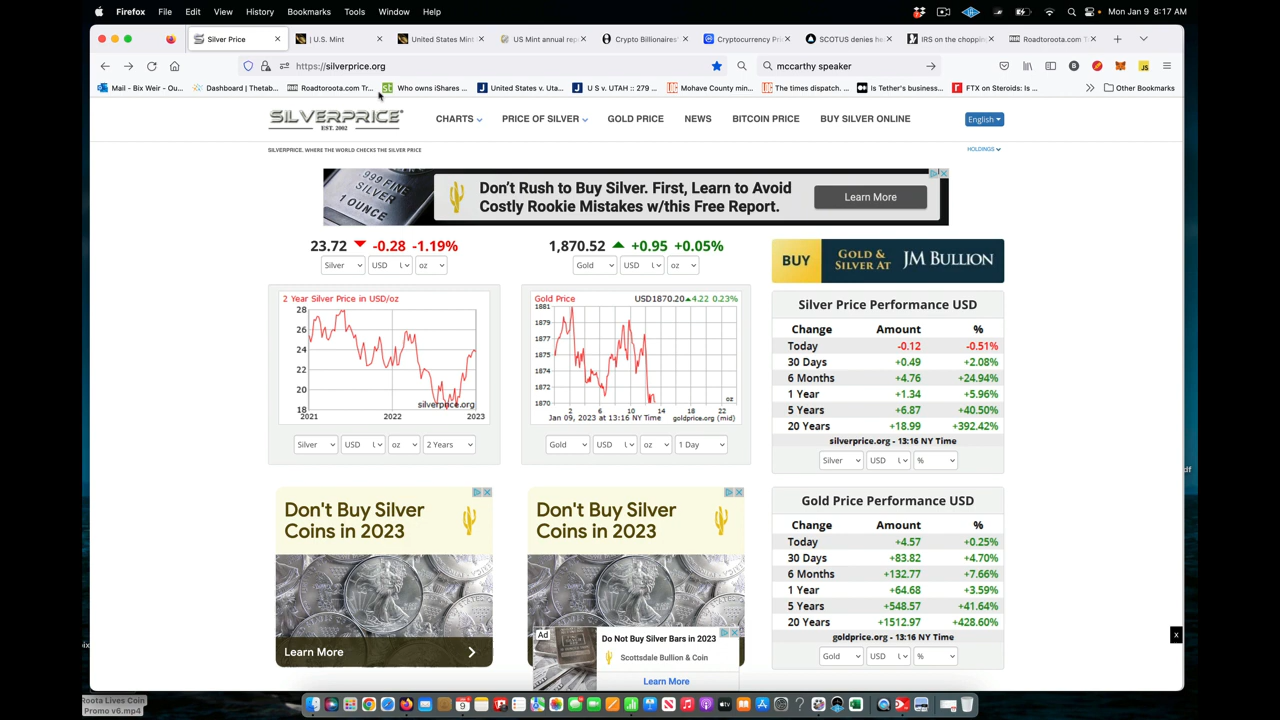 Firefox File Edit View History Bookmarks Tools Window Help
Mon Jan 9 8:17 AM
Silver Price
| U.S. Mint
United States Mint
US Mint annual rep
Crypto Billionaires'
Cryptocurrency Pri
SCOTUS denies he
IRS on the chopping
Roadtoroota.com T
https://silverprice.org
mccarthy speaker
Mail - Bix Weir - Ou...
Dashboard | Thetab...
Roadtoroota.com Tr...
Who owns iShares ...
United States v. Uta...
U S v. UTAH :: 279 ...
Mohave County min...
The times dispatch. ...
Is Tether's business...
FTX on Steroids: Is ...
Other Bookmarks
SILVERPRICE®
EST. 2002
CHARTS
PRICE OF SILVER
GOLD PRICE
NEWS
BITCOIN PRICE
BUY SILVER ONLINE
English
SILVERPRICE. WHERE THE WORLD CHECKS THE SILVER PRICE
HOLDINGS
999 FINE
SILVER
1 OUNCE
Don't Rush to Buy Silver. First, Learn to Avoid
Costly Rookie Mistakes w/this Free Report.
Learn More
23.72 -0.28 -1.19%
Silver USD oz
1,870.52 +0.95 +0.05%
Gold USD oz
BUY GOLD & SILVER AT JM BULLION
2 Year Silver Price in USD/oz
28
26
24
22
20
18
silverprice.org
2021 2022 2023
Silver USD oz 2 Years
Gold Price USD1870.20 4.22 0.23%
1881
1879
1877
1875
1874
1872
1870
oz
2 6 10 14 18 22
Jan 09, 2023 at 13:16 NY Time goldprice.org (mid)
Gold USD oz 1 Day
Silver Price Performance USD
Change Amount %
Today -0.12 -0.51%
30 Days +0.49 +2.08%
6 Months +4.76 +24.94%
1 Year +1.34 +5.96%
5 Years +6.87 +40.50%
20 Years +18.99 +392.42%
silverprice.org - 13:16 NY Time
Silver USD %
Don't Buy Silver
Coins in 2023
Learn More
Don't Buy Silver
Coins in 2023
Ad
Do Not Buy Silver Bars in 2023
Scottsdale Bullion & Coin
Learn More
Gold Price Performance USD
Change Amount %
Today +4.57 +0.25%
30 Days +83.82 +4.70%
6 Months +132.77 +7.66%
1 Year +64.68 +3.59%
5 Years +548.57 +41.64%
20 Years +1512.97 +428.60%
goldprice.org - 13:16 NY Time
Gold USD %
x
Roota Lives Coin
Promo v6.mp4